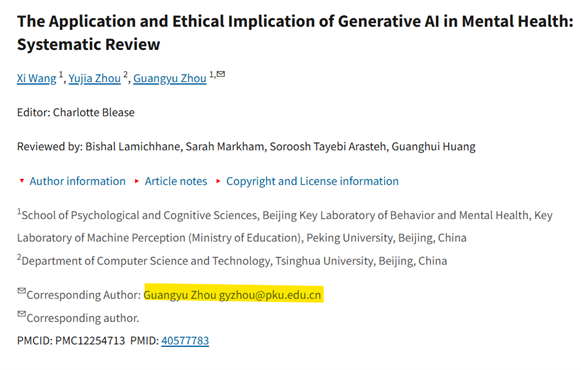 The Application and Ethical Implication of Generative AI in Mental Health:
Systematic Review
Xi Wang 1, Yujia Zhou 2, Guangyu Zhou 1,✉
Editor: Charlotte Blease
Reviewed by: Bishal Lamichhane, Sarah Markham, Soroosh Tayebi Arasteh, Guanghui Huang
Author information Article notes Copyright and License information
1School of Psychological and Cognitive Sciences, Beijing Key Laboratory of Behavior and Mental Health, Key
Laboratory of Machine Perception (Ministry of Education), Peking University, Beijing, China
2Department of Computer Science and Technology, Tsinghua University, Beijing, China
✉Corresponding Author: Guangyu Zhou gyzhou@pku.edu.cn
✉Corresponding author.
PMCID: PMC12254713 PMID: 40577783